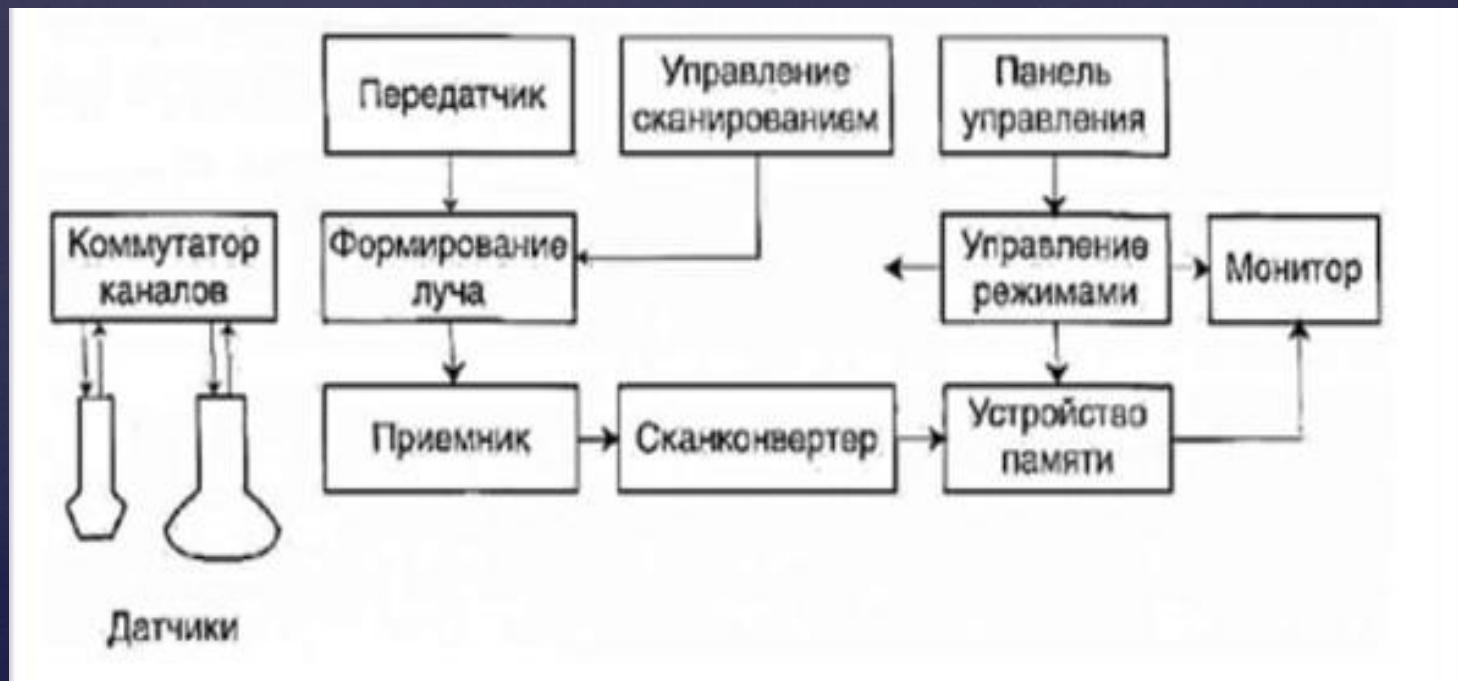 Передатчик
Управление
сканированием
Панель
управления
Коммутатор
каналов
Формирование
луча
Управление
режимами
Монитор
Приемник
Сканконвертер
Устройство
памяти
Датчики